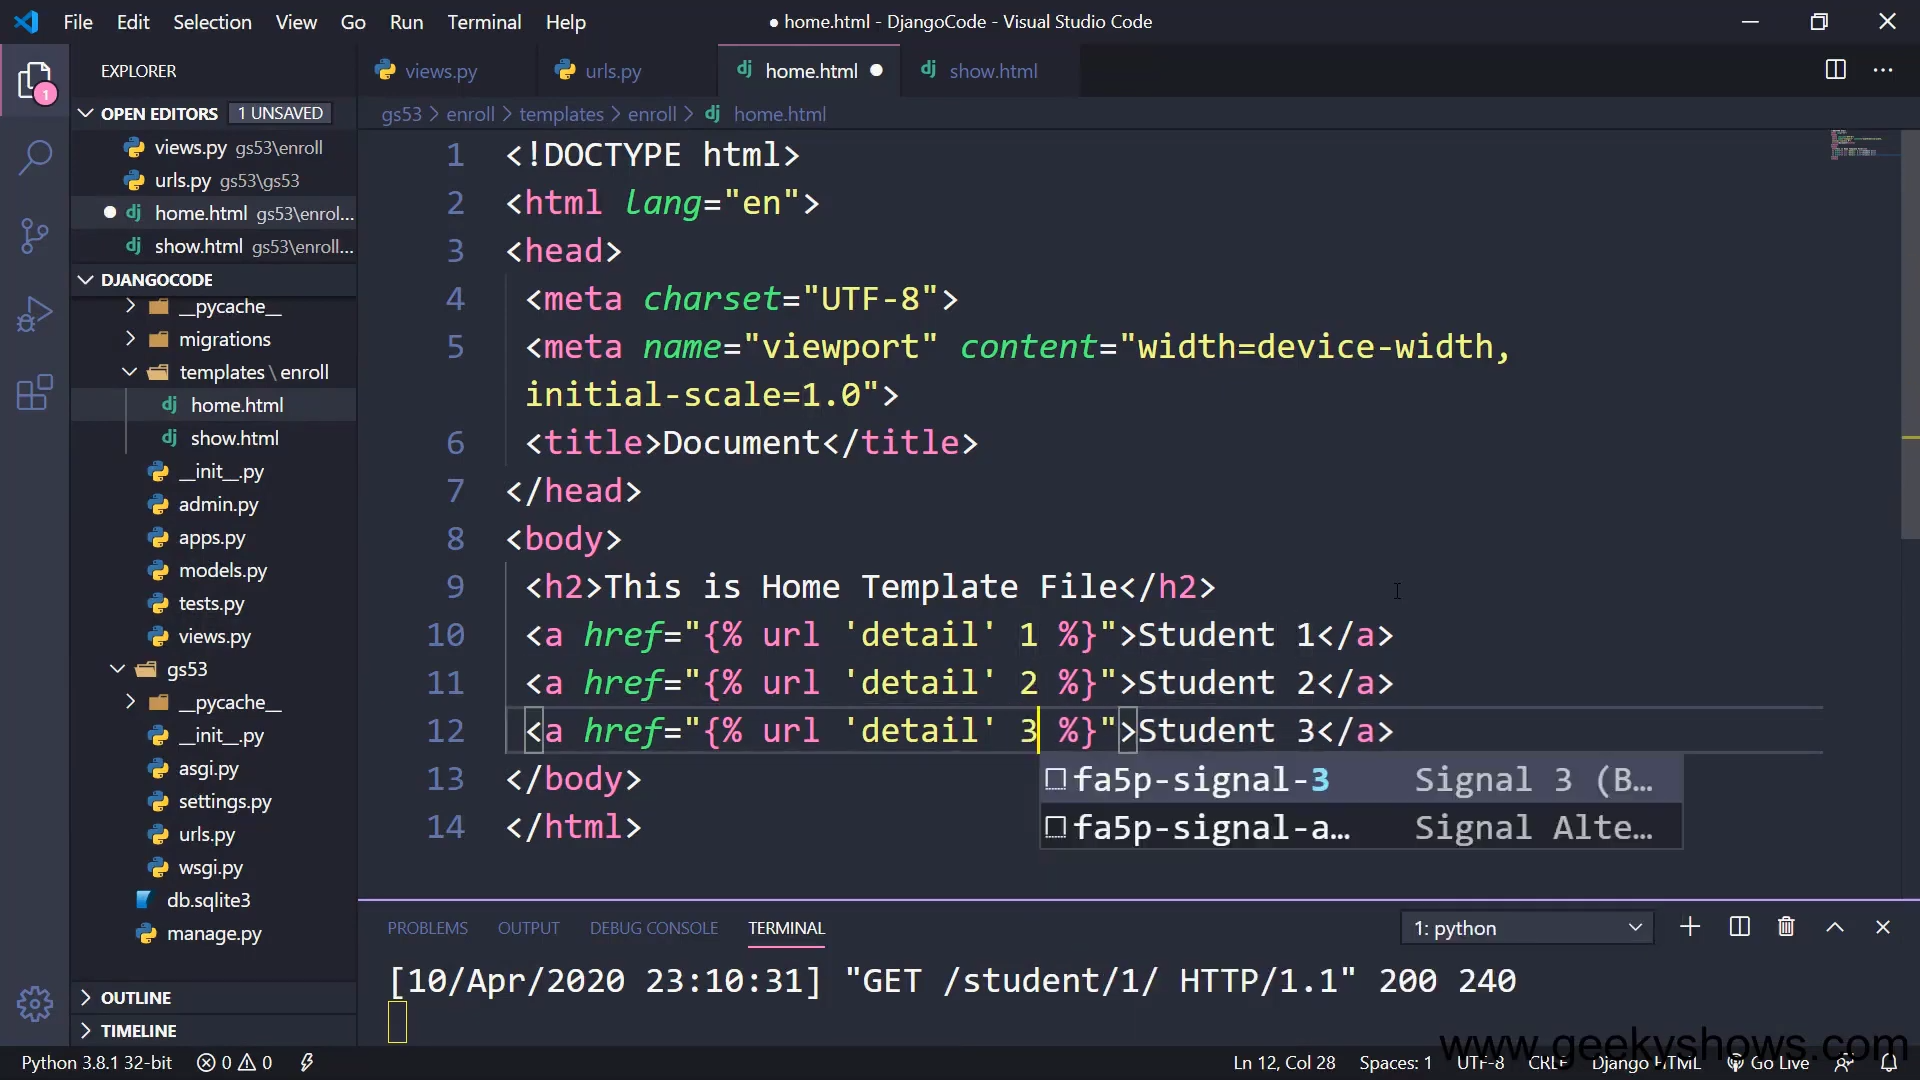 File Edit Selection View Go Run Terminal Help
● home.html - DjangoCode - Visual Studio Code
EXPLORER
1
OPEN EDITORS 1 UNSAVED
views.py gs53\enroll
urls.py gs53\gs53
home.html gs53\enrol...
show.html gs53\enroll...
DJANGOCODE
__pycache__
migrations
templates \ enroll
home.html
show.html
__init__.py
admin.py
apps.py
models.py
tests.py
views.py
gs53
__pycache__
__init__.py
asgi.py
settings.py
urls.py
wsgi.py
db.sqlite3
manage.py
OUTLINE
TIMELINE
views.py urls.py home.html ● show.html
gs53 > enroll > templates > enroll > home.html
1 <!DOCTYPE html>
2 <html lang="en">
3 <head>
4 <meta charset="UTF-8">
5 <meta name="viewport" content="width=device-width,
initial-scale=1.0">
6 <title>Document</title>
7 </head>
8 <body>
9 <h2>This is Home Template File</h2>
10 <a href="{% url 'detail' 1 %}">Student 1</a>
11 <a href="{% url 'detail' 2 %}">Student 2</a>
12 <a href="{% url 'detail' 3 %}">Student 3</a>
13 </body>
14 </html>
fa5p-signal-3 Signal 3 (B…
fa5p-signal-a… Signal Alte…
PROBLEMS OUTPUT DEBUG CONSOLE TERMINAL
1: python
[10/Apr/2020 23:10:31] "GET /student/1/ HTTP/1.1" 200 240
www.geekyshows.com
Python 3.8.1 32-bit 0 0
Ln 12, Col 28 Spaces: 1 UTF-8 CRLF Django HTML Go Live